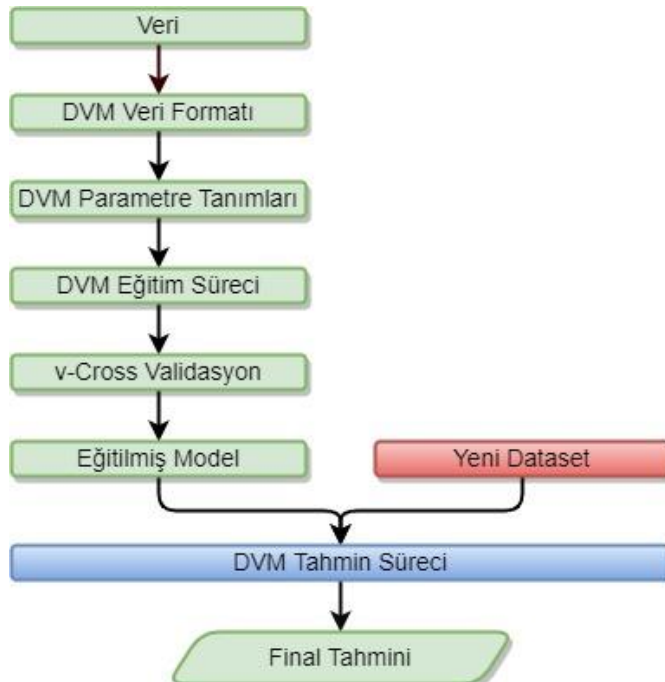 Veri
DVM Veri Formatı
DVM Parametre Tanımları
DVM Eğitim Süreci
v-Cross Validasyon
Eğitilmiş Model
Yeni Dataset
DVM Tahmin Süreci
Final Tahmini